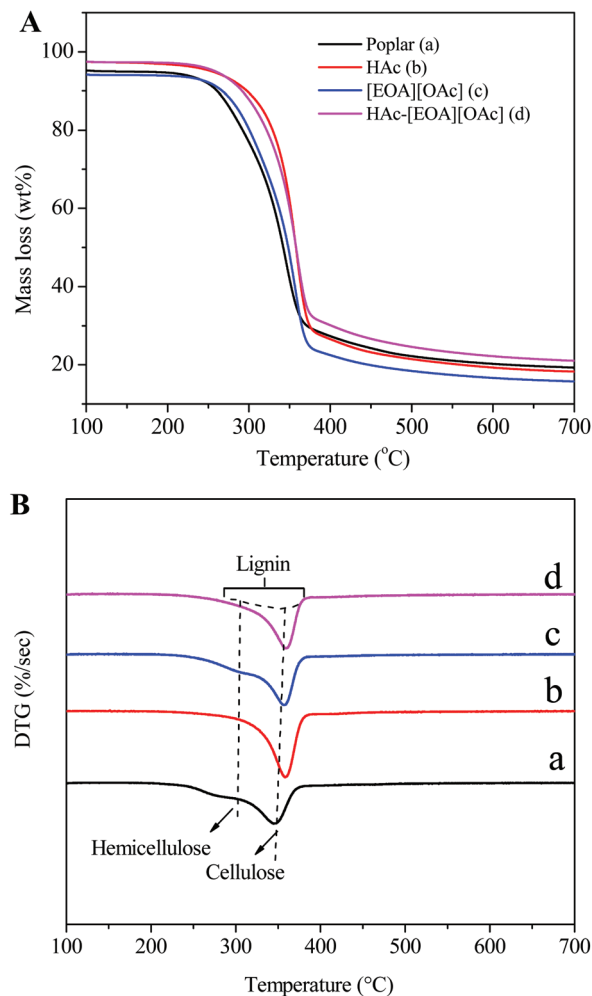 A
Mass loss (wt%)
100
80
60
40
20
Poplar (a)
HAc (b)
[EOA][OAc] (c)
HAc-[EOA][OAc] (d)
100 200 300 400 500 600 700
Temperature (°C)
B
DTG (%/sec)
Lignin
d
c
b
a
Hemicellulose
Cellulose
100 200 300 400 500 600 700
Temperature (°C)